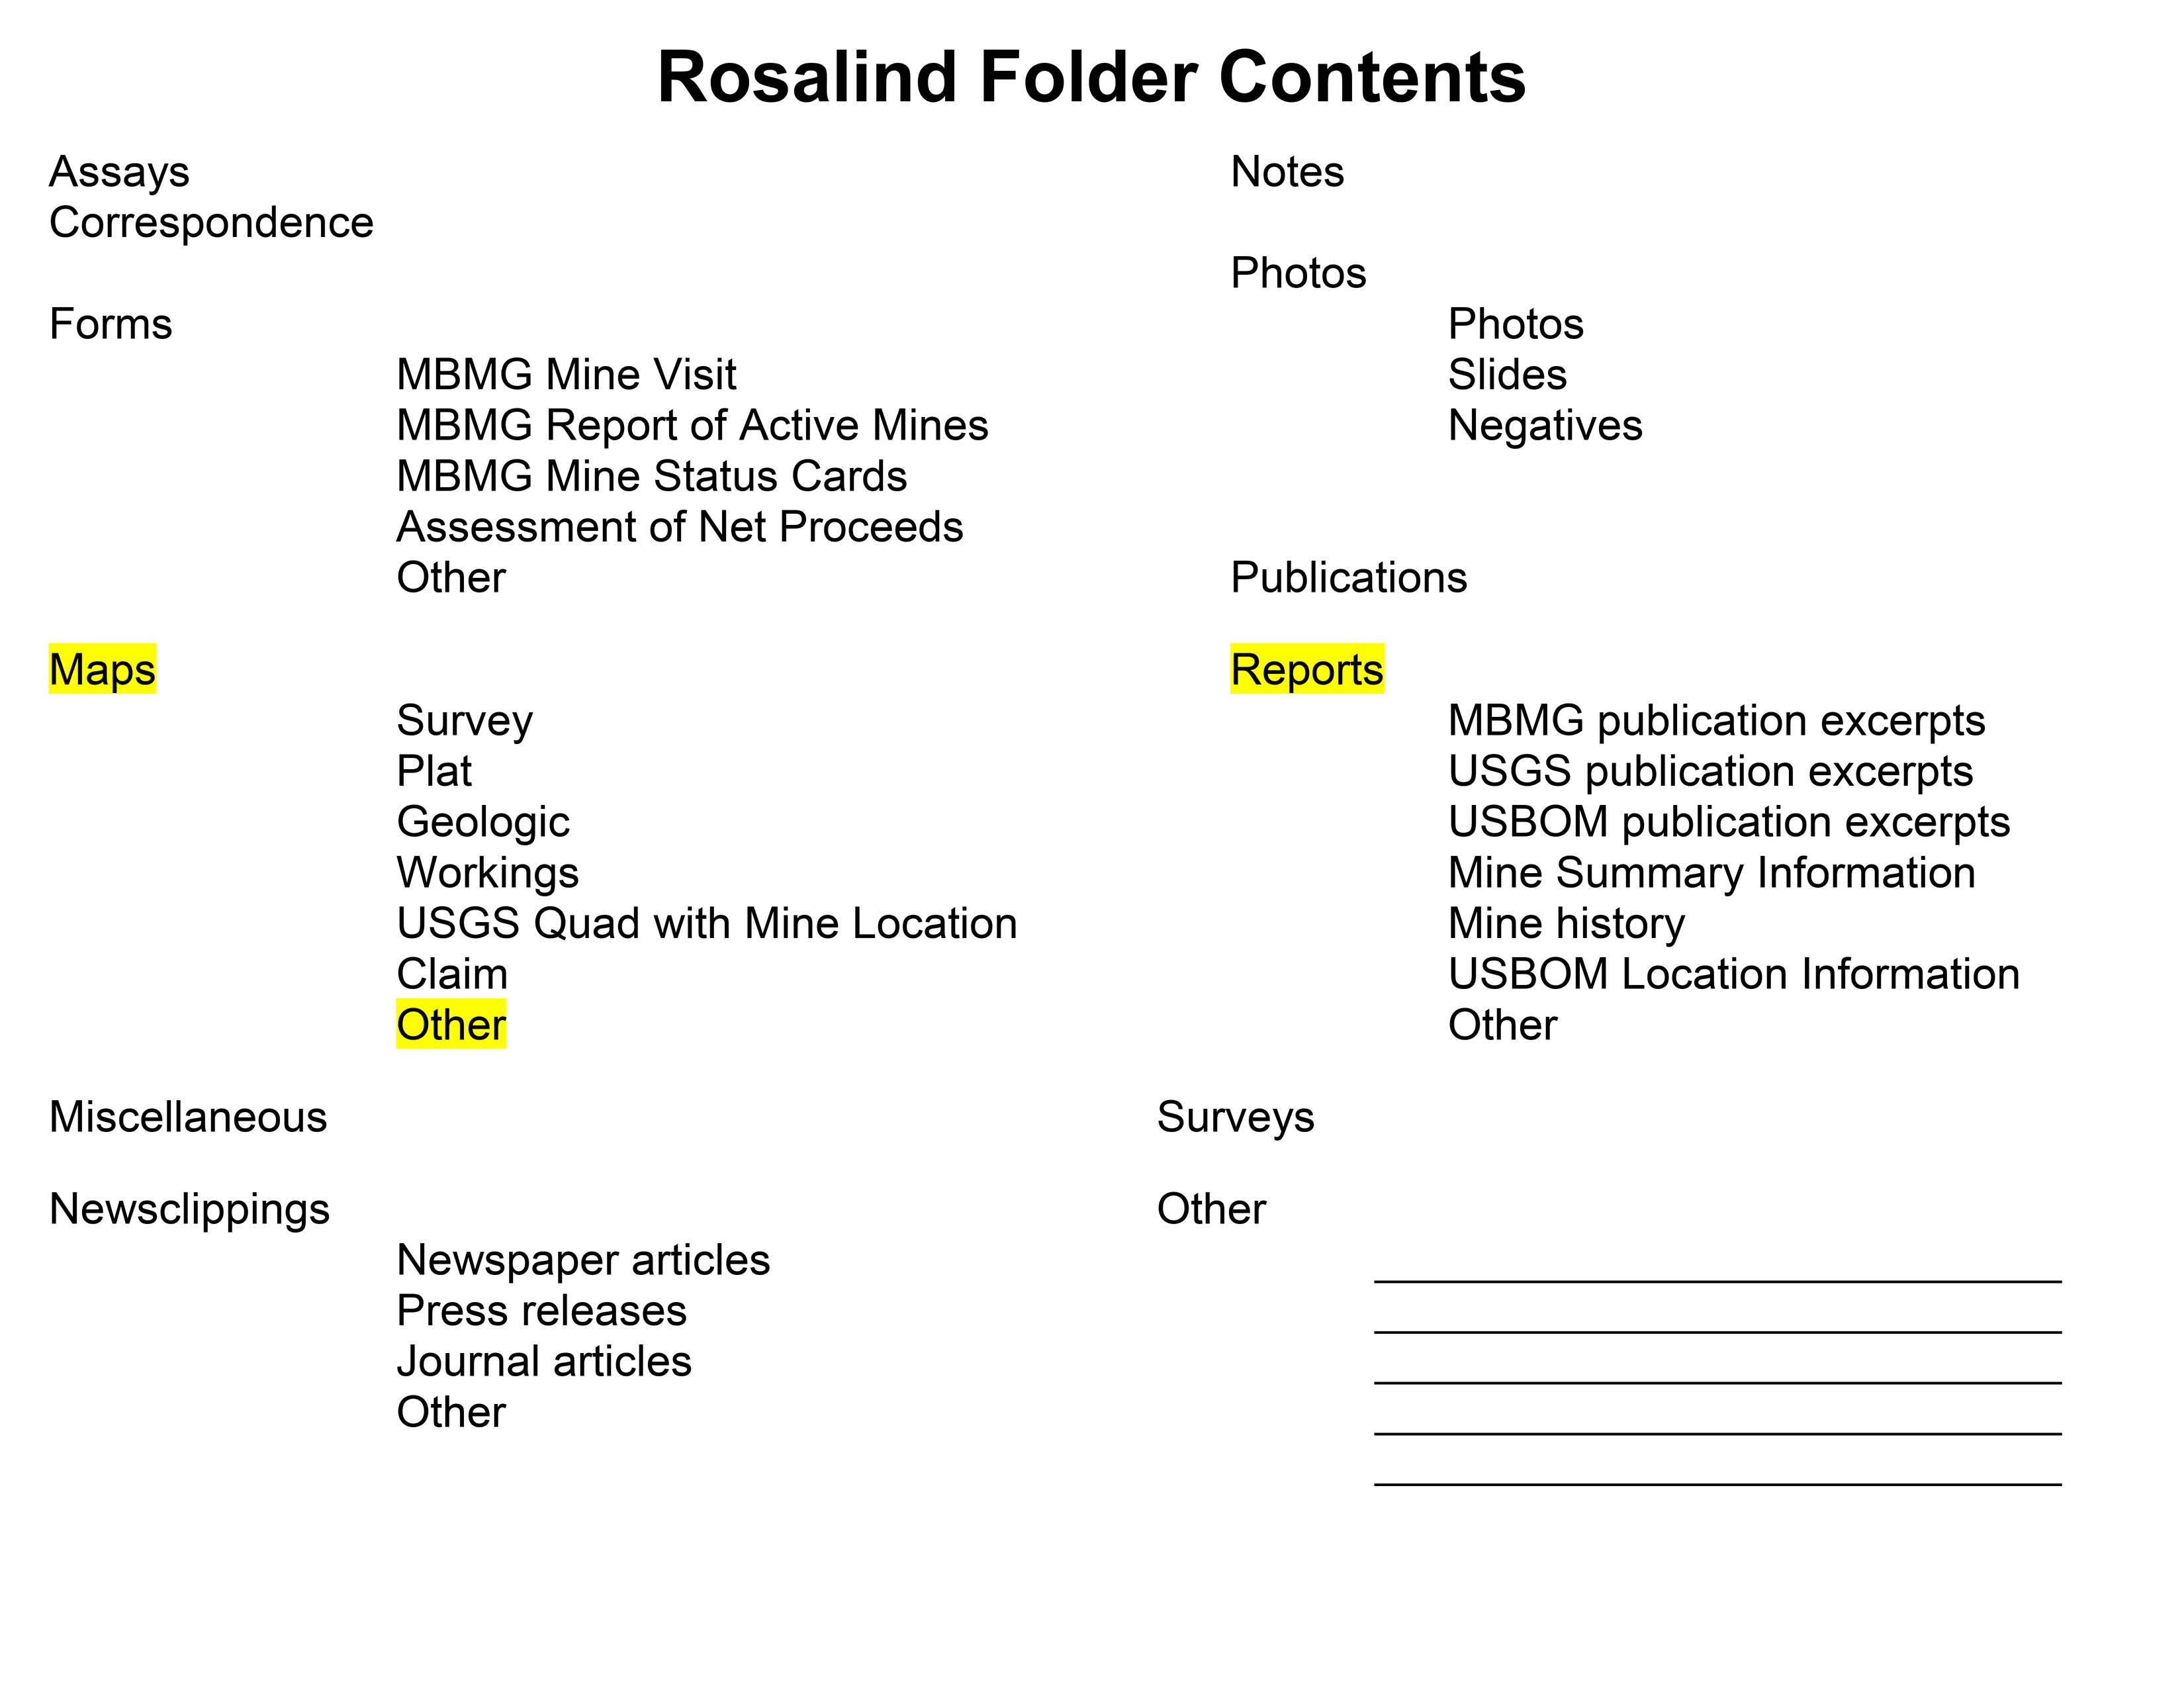 Rosalind Folder Contents
Assays
Correspondence
Forms
MBMG Mine Visit
MBMG Report of Active Mines
MBMG Mine Status Cards
Assessment of Net Proceeds
Other
Maps
Survey
Plat
Geologic
Workings
USGS Quad with Mine Location
Claim
Other
Miscellaneous
Newsclippings
Newspaper articles
Press releases
Journal articles
Other
Notes
Photos
Photos
Slides
Negatives
Publications
Reports
MBMG publication excerpts
USGS publication excerpts
USBOM publication excerpts
Mine Summary Information
Mine history
USBOM Location Information
Other
Surveys
Other